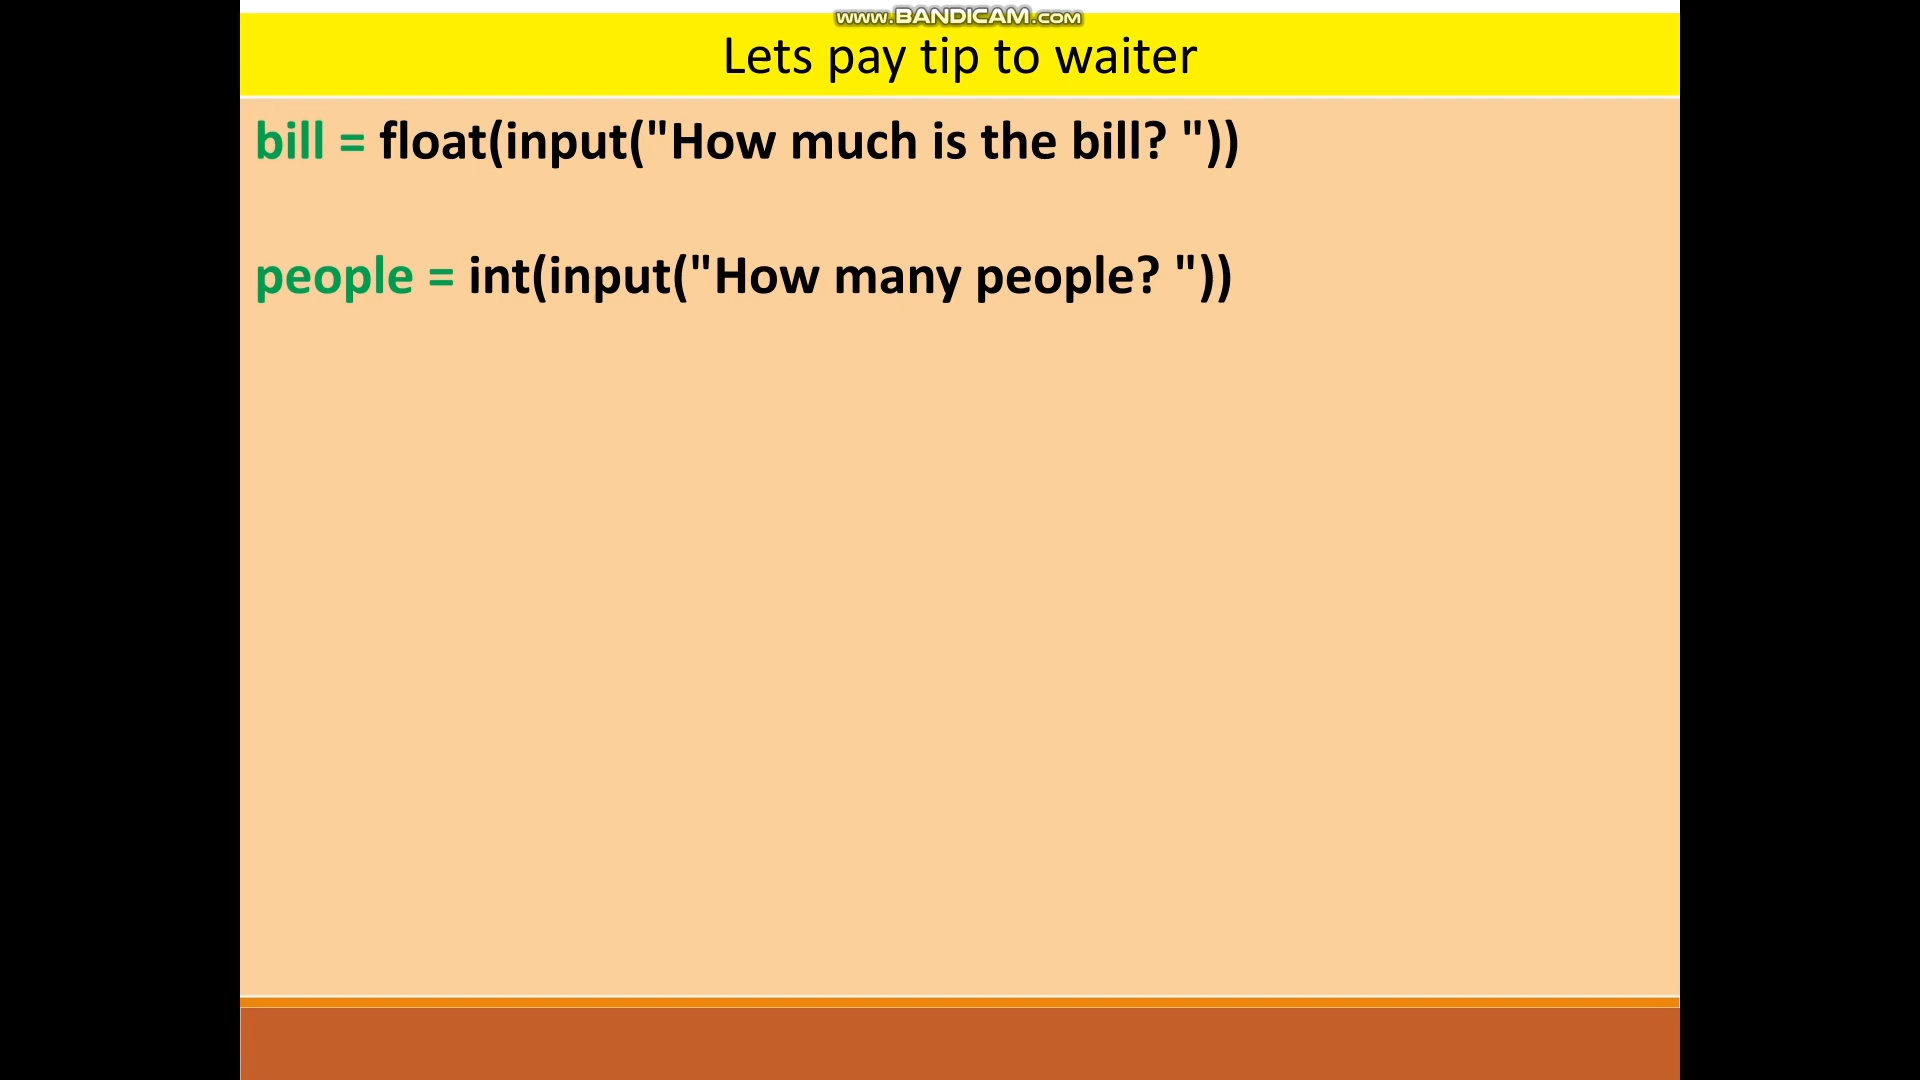 www.BANDICAM.com
Lets pay tip to waiter
bill = float(input("How much is the bill? "))
people = int(input("How many people? "))